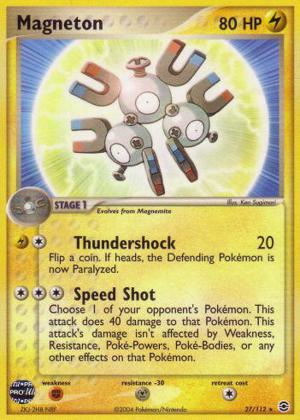 Magneton 80 HP
Illus. Ken Sugimori
STAGE 1
Evolves from Magnemite
Thundershock 20
Flip a coin. If heads, the Defending Pokémon is
now Paralyzed.
Speed Shot
Choose 1 of your opponent's Pokémon. This
attack does 40 damage to that Pokémon. This
attack's damage isn't affected by Weakness,
Resistance, Poké-Powers, Poké-Bodies, or any
other effects on that Pokémon.
weakness resistance -30 retreat cost
©2004 Pokémon/Nintendo 27/112 ★